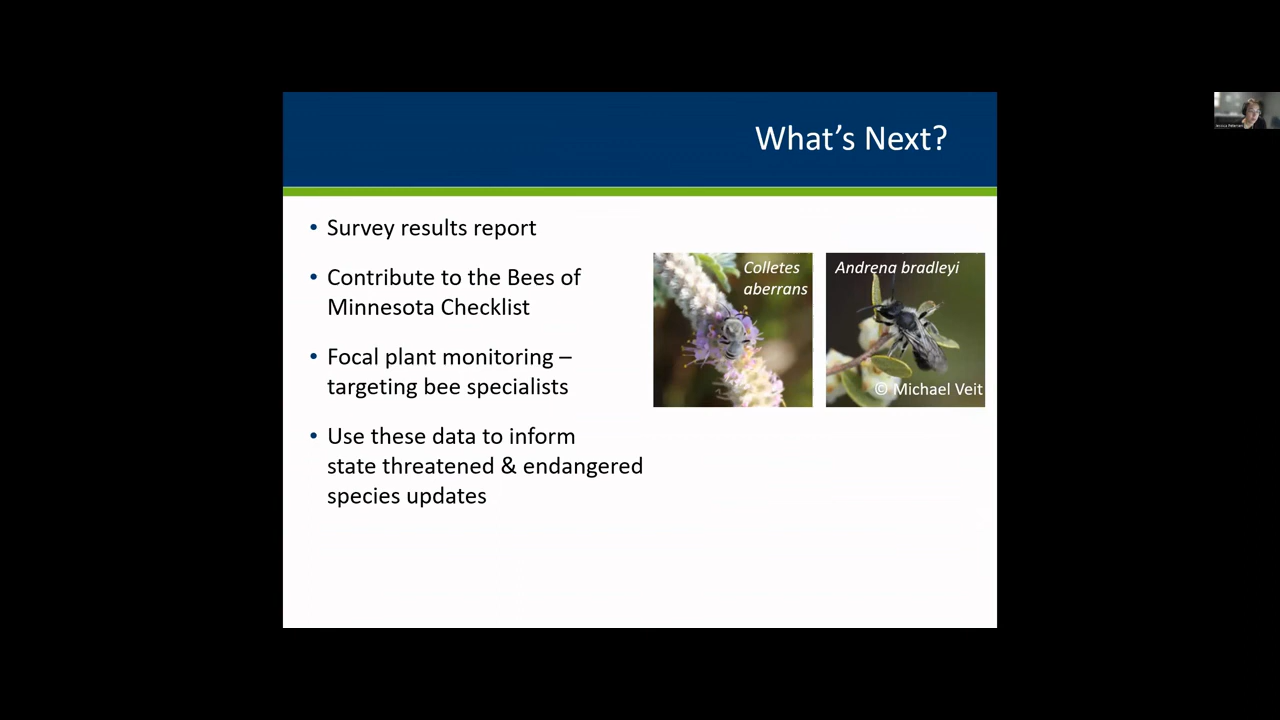 What's Next?
• Survey results report
• Contribute to the Bees of
Minnesota Checklist
• Focal plant monitoring –
targeting bee specialists
• Use these data to inform
state threatened & endangered
species updates
Colletes
aberrans
Andrena bradleyi
© Michael Veit